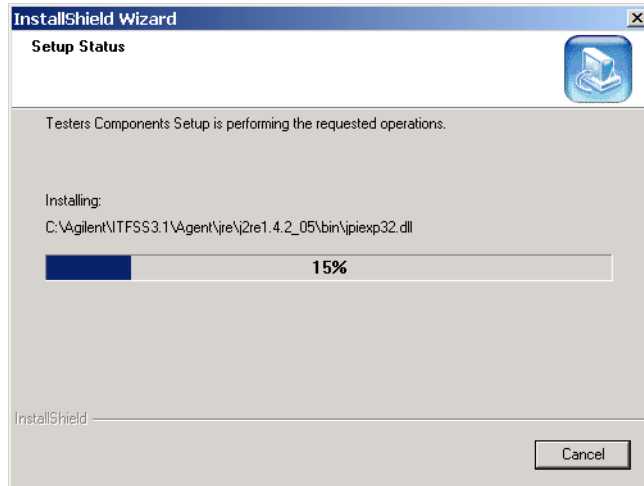 InstallShield Wizard
Setup Status
Testers Components Setup is performing the requested operations.
Installing:
C:\Agilent\ITFSS3.1\Agent\jre\j2re1.4.2_05\bin\jpiexp32.dll
15%
InstallShield
Cancel